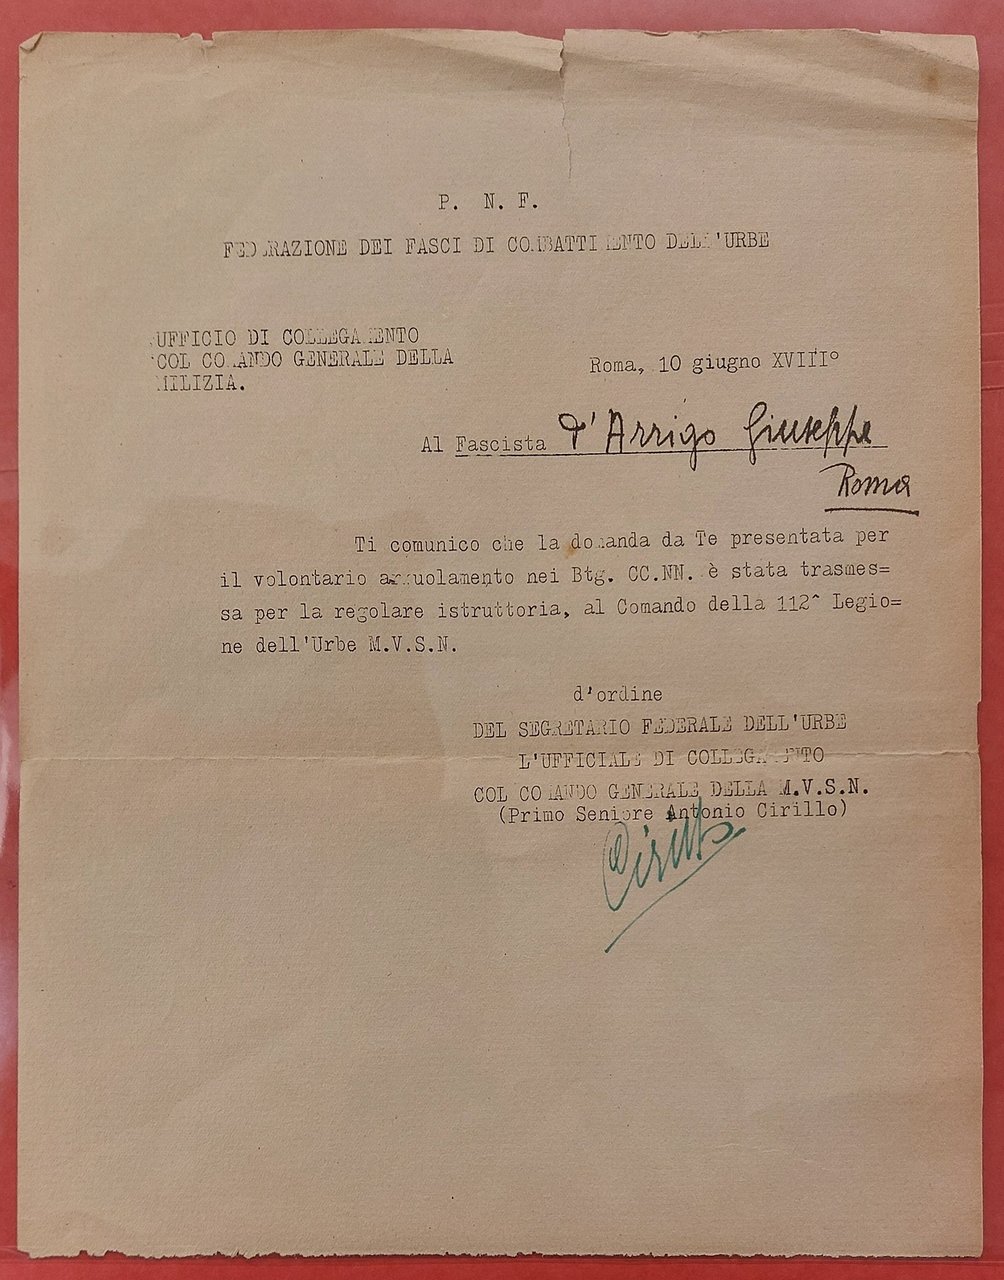 P. N. F.
FEDERAZIONE DEI FASCI DI COMBATTIMENTO DELL'URBE
UFFICIO DI COLLEGAMENTO
COL COMANDO GENERALE DELLA
MILIZIA.
Roma, 10 giugno XVIII°
Al Fascista d'Arrigo Giuseppe
Roma
Ti comunico che la domanda da Te presentata per
il volontario arruolamento nei Btg. CC.NN. è stata trasmes=
sa per la regolare istruttoria, al Comando della 112^ Legio=
ne dell'Urbe M.V.S.N.
d'ordine
DEL SEGRETARIO FEDERALE DELL'URBE
L'UFFICIALE DI COLLEGAMENTO
COL COMANDO GENERALE DELLA M.V.S.N.
(Primo Seniore Antonio Cirillo)
Cirillo